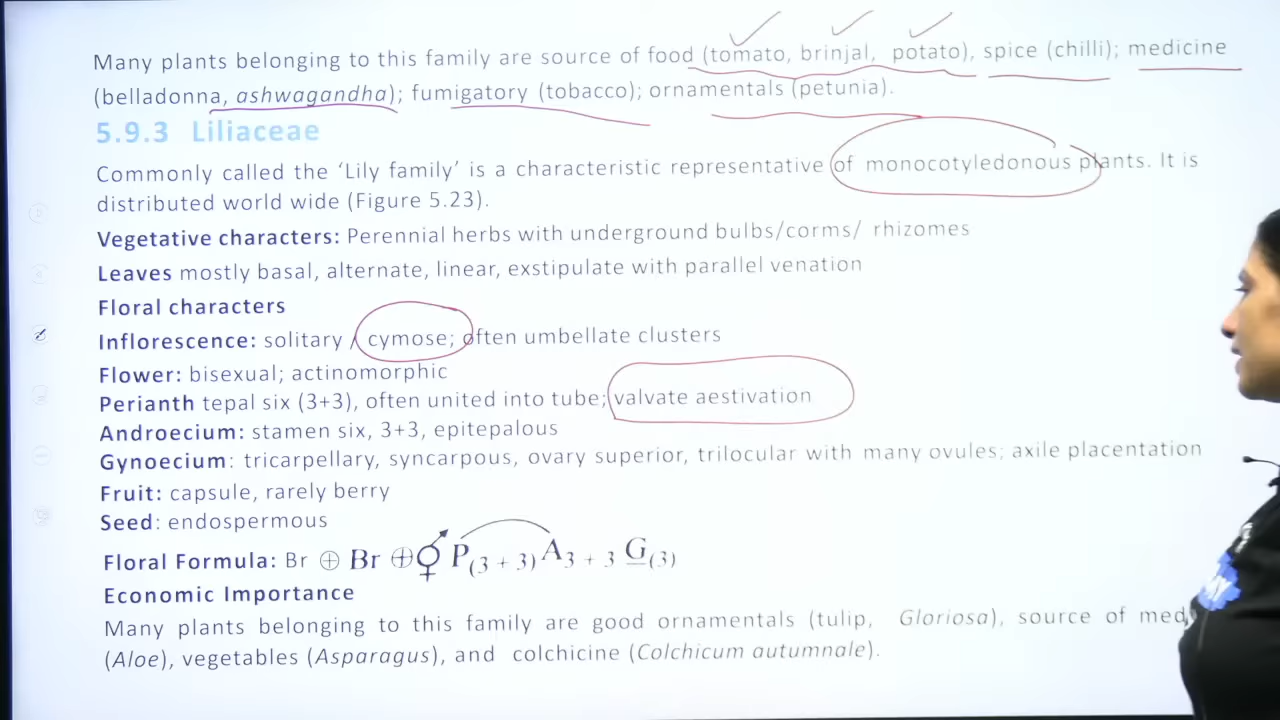 Many plants belonging to this family are source of food (tomato, brinjal, potato), spice (chilli); medicine
(belladonna, ashwagandha); fumigatory (tobacco); ornamentals (petunia).
5.9.3 Liliaceae
Commonly called the ‘Lily family’ is a characteristic representative of monocotyledonous plants. It is
distributed world wide (Figure 5.23).
Vegetative characters: Perennial herbs with underground bulbs/corms/ rhizomes
Leaves mostly basal, alternate, linear, exstipulate with parallel venation
Floral characters
Inflorescence: solitary / cymose; often umbellate clusters
Flower: bisexual; actinomorphic
Perianth tepal six (3+3), often united into tube; valvate aestivation
Androecium: stamen six, 3+3, epitepalous
Gynoecium: tricarpellary, syncarpous, ovary superior, trilocular with many ovules; axile placentation
Fruit: capsule, rarely berry
Seed: endospermous
Floral Formula: Br ⊕ Br ⊕ ⚥ P(3 + 3) A3 + 3 G(3)
Economic Importance
Many plants belonging to this family are good ornamentals (tulip, Gloriosa), source of med
(Aloe), vegetables (Asparagus), and colchicine (Colchicum autumnale).